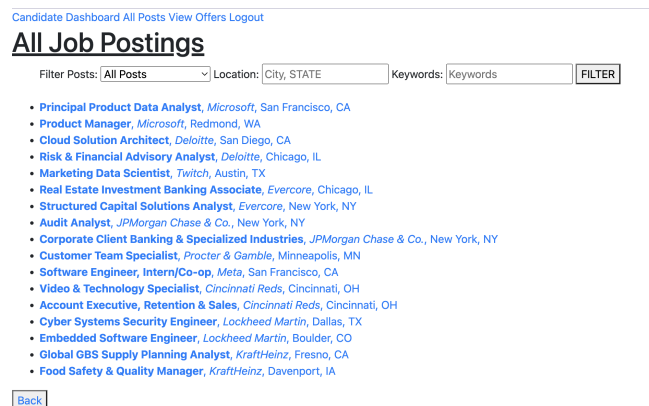 Candidate Dashboard All Posts View Offers Logout
All Job Postings
Filter Posts: All Posts Location: City, STATE Keywords: Keywords FILTER
Principal Product Data Analyst, Microsoft, San Francisco, CA
Product Manager, Microsoft, Redmond, WA
Cloud Solution Architect, Deloitte, San Diego, CA
Risk & Financial Advisory Analyst, Deloitte, Chicago, IL
Marketing Data Scientist, Twitch, Austin, TX
Real Estate Investment Banking Associate, Evercore, Chicago, IL
Structured Capital Solutions Analyst, Evercore, New York, NY
Audit Analyst, JPMorgan Chase & Co., New York, NY
Corporate Client Banking & Specialized Industries, JPMorgan Chase & Co., New York, NY
Customer Team Specialist, Procter & Gamble, Minneapolis, MN
Software Engineer, Intern/Co-op, Meta, San Francisco, CA
Video & Technology Specialist, Cincinnati Reds, Cincinnati, OH
Account Executive, Retention & Sales, Cincinnati Reds, Cincinnati, OH
Cyber Systems Security Engineer, Lockheed Martin, Dallas, TX
Embedded Software Engineer, Lockheed Martin, Boulder, CO
Global GBS Supply Planning Analyst, KraftHeinz, Fresno, CA
Food Safety & Quality Manager, KraftHeinz, Davenport, IA
Back